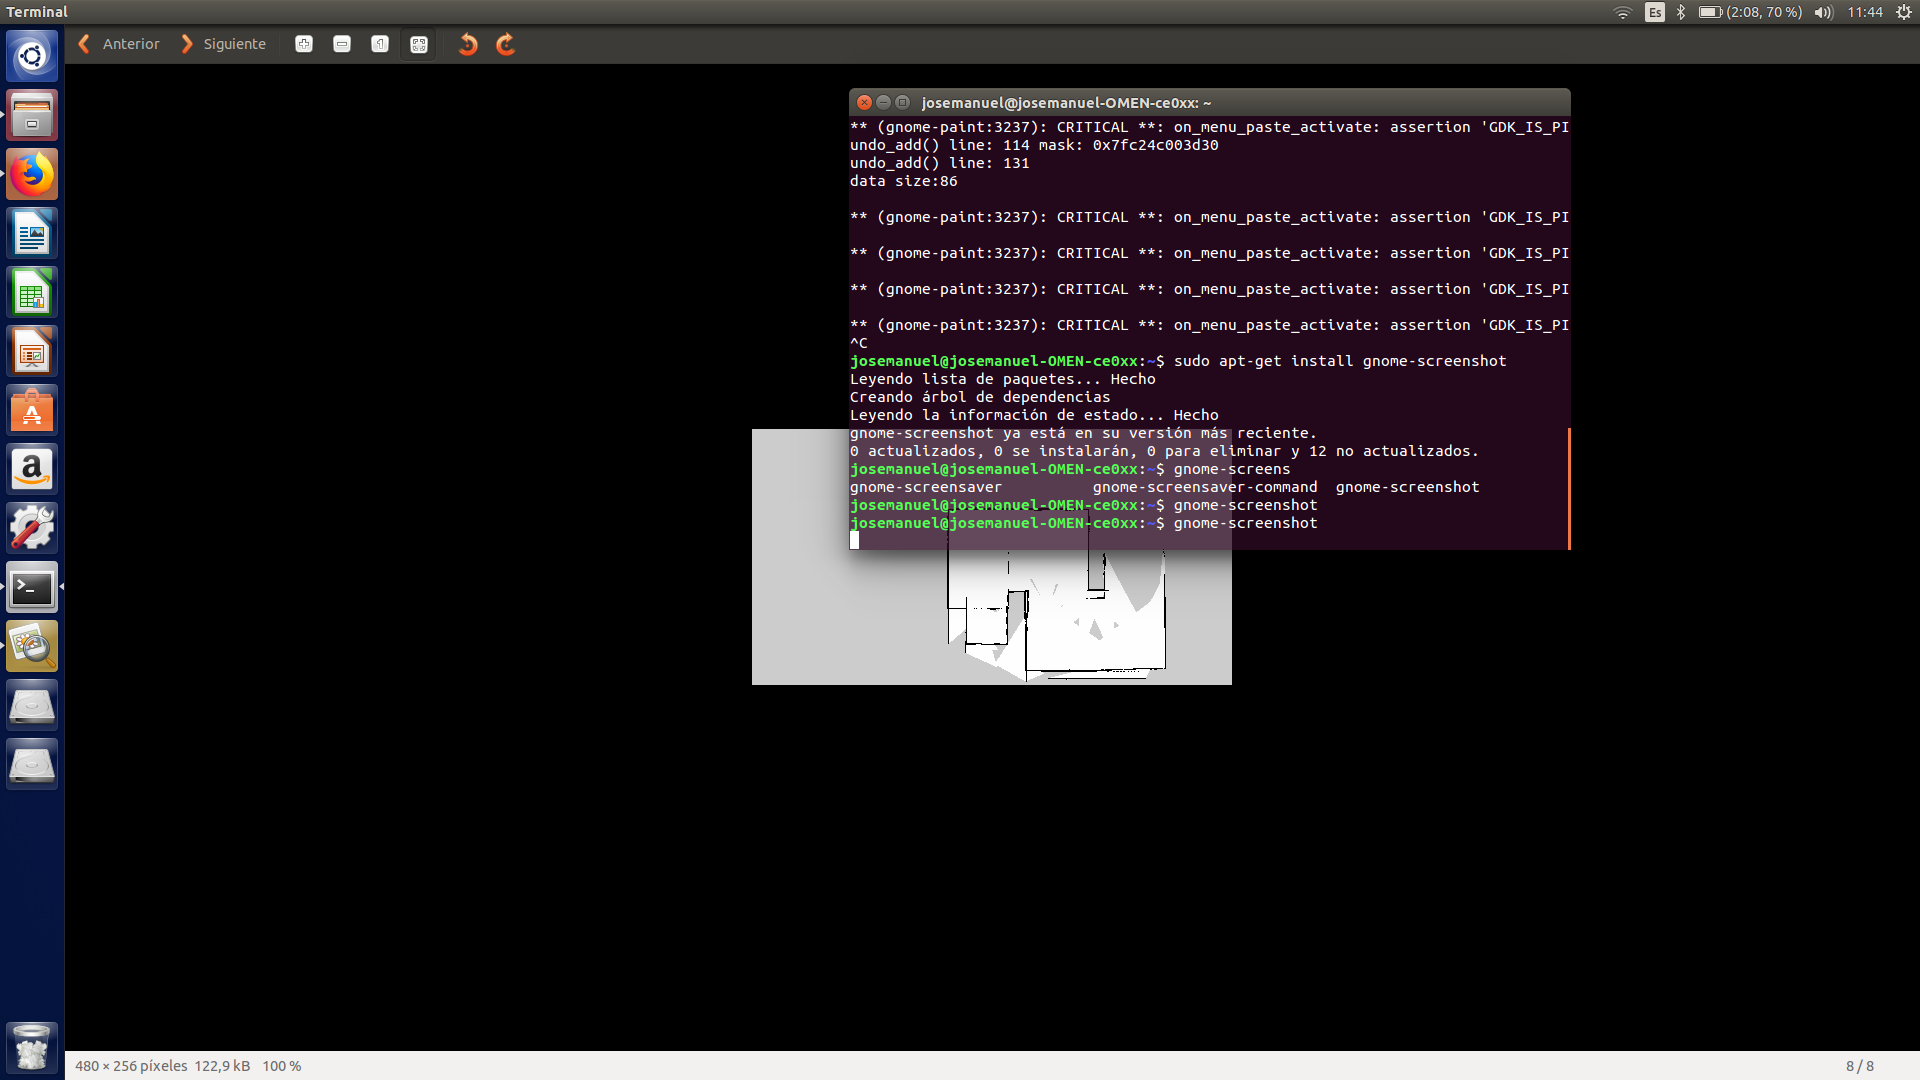 Terminal
Es
(2:08, 70 %)
11:44
Anterior
Siguiente
josemanuel@josemanuel-OMEN-ce0xx: ~
** (gnome-paint:3237): CRITICAL **: on_menu_paste_activate: assertion 'GDK_IS_PI
undo_add() line: 114 mask: 0x7fc24c003d30
undo_add() line: 131
data size:86
** (gnome-paint:3237): CRITICAL **: on_menu_paste_activate: assertion 'GDK_IS_PI
** (gnome-paint:3237): CRITICAL **: on_menu_paste_activate: assertion 'GDK_IS_PI
** (gnome-paint:3237): CRITICAL **: on_menu_paste_activate: assertion 'GDK_IS_PI
** (gnome-paint:3237): CRITICAL **: on_menu_paste_activate: assertion 'GDK_IS_PI
^C
josemanuel@josemanuel-OMEN-ce0xx:~$ sudo apt-get install gnome-screenshot
Leyendo lista de paquetes... Hecho
Creando árbol de dependencias
Leyendo la información de estado... Hecho
gnome-screenshot ya está en su versión más reciente.
0 actualizados, 0 se instalarán, 0 para eliminar y 12 no actualizados.
josemanuel@josemanuel-OMEN-ce0xx:~$ gnome-screens
gnome-screensaver          gnome-screensaver-command  gnome-screenshot
josemanuel@josemanuel-OMEN-ce0xx:~$ gnome-screenshot
josemanuel@josemanuel-OMEN-ce0xx:~$ gnome-screenshot
480 × 256 píxeles 122,9 kB 100 %
8 / 8